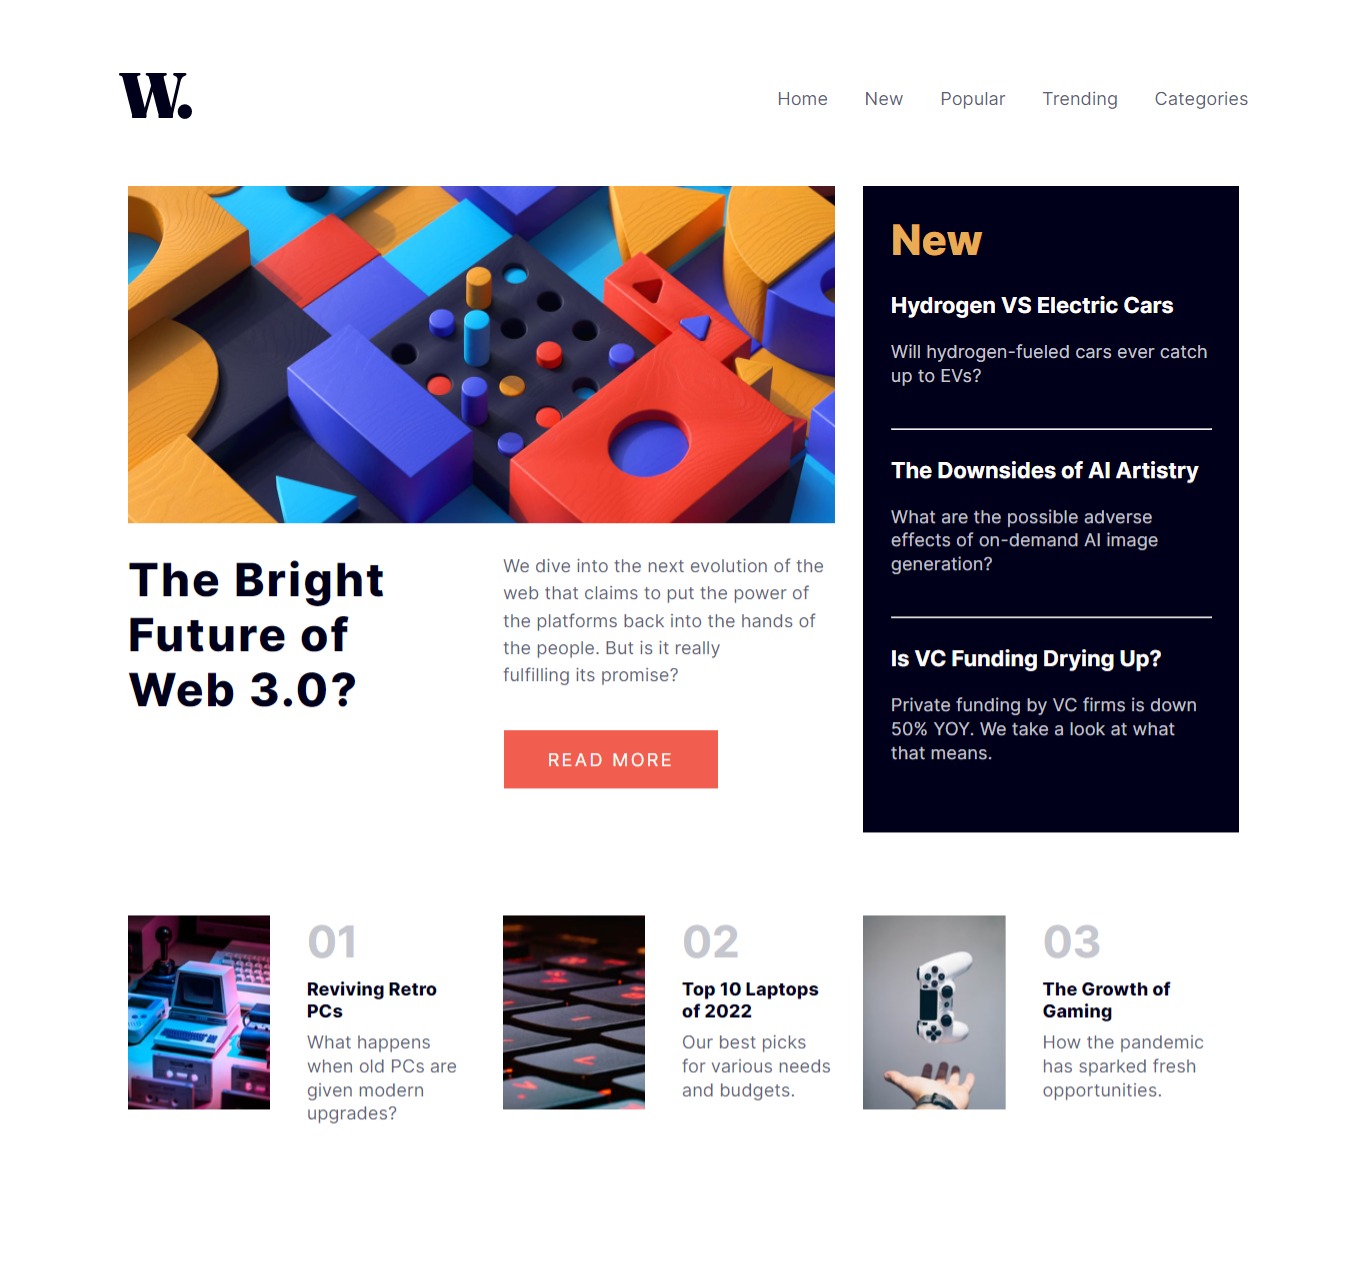 W.
Home New Popular Trending Categories
The Bright
Future of
Web 3.0?
We dive into the next evolution of the
web that claims to put the power of
the platforms back into the hands of
the people. But is it really
fulfilling its promise?
READ MORE
New
Hydrogen VS Electric Cars
Will hydrogen-fueled cars ever catch
up to EVs?
The Downsides of AI Artistry
What are the possible adverse
effects of on-demand AI image
generation?
Is VC Funding Drying Up?
Private funding by VC firms is down
50% YOY. We take a look at what
that means.
01
Reviving Retro
PCs
What happens
when old PCs are
given modern
upgrades?
02
Top 10 Laptops
of 2022
Our best picks
for various needs
and budgets.
03
The Growth of
Gaming
How the pandemic
has sparked fresh
opportunities.